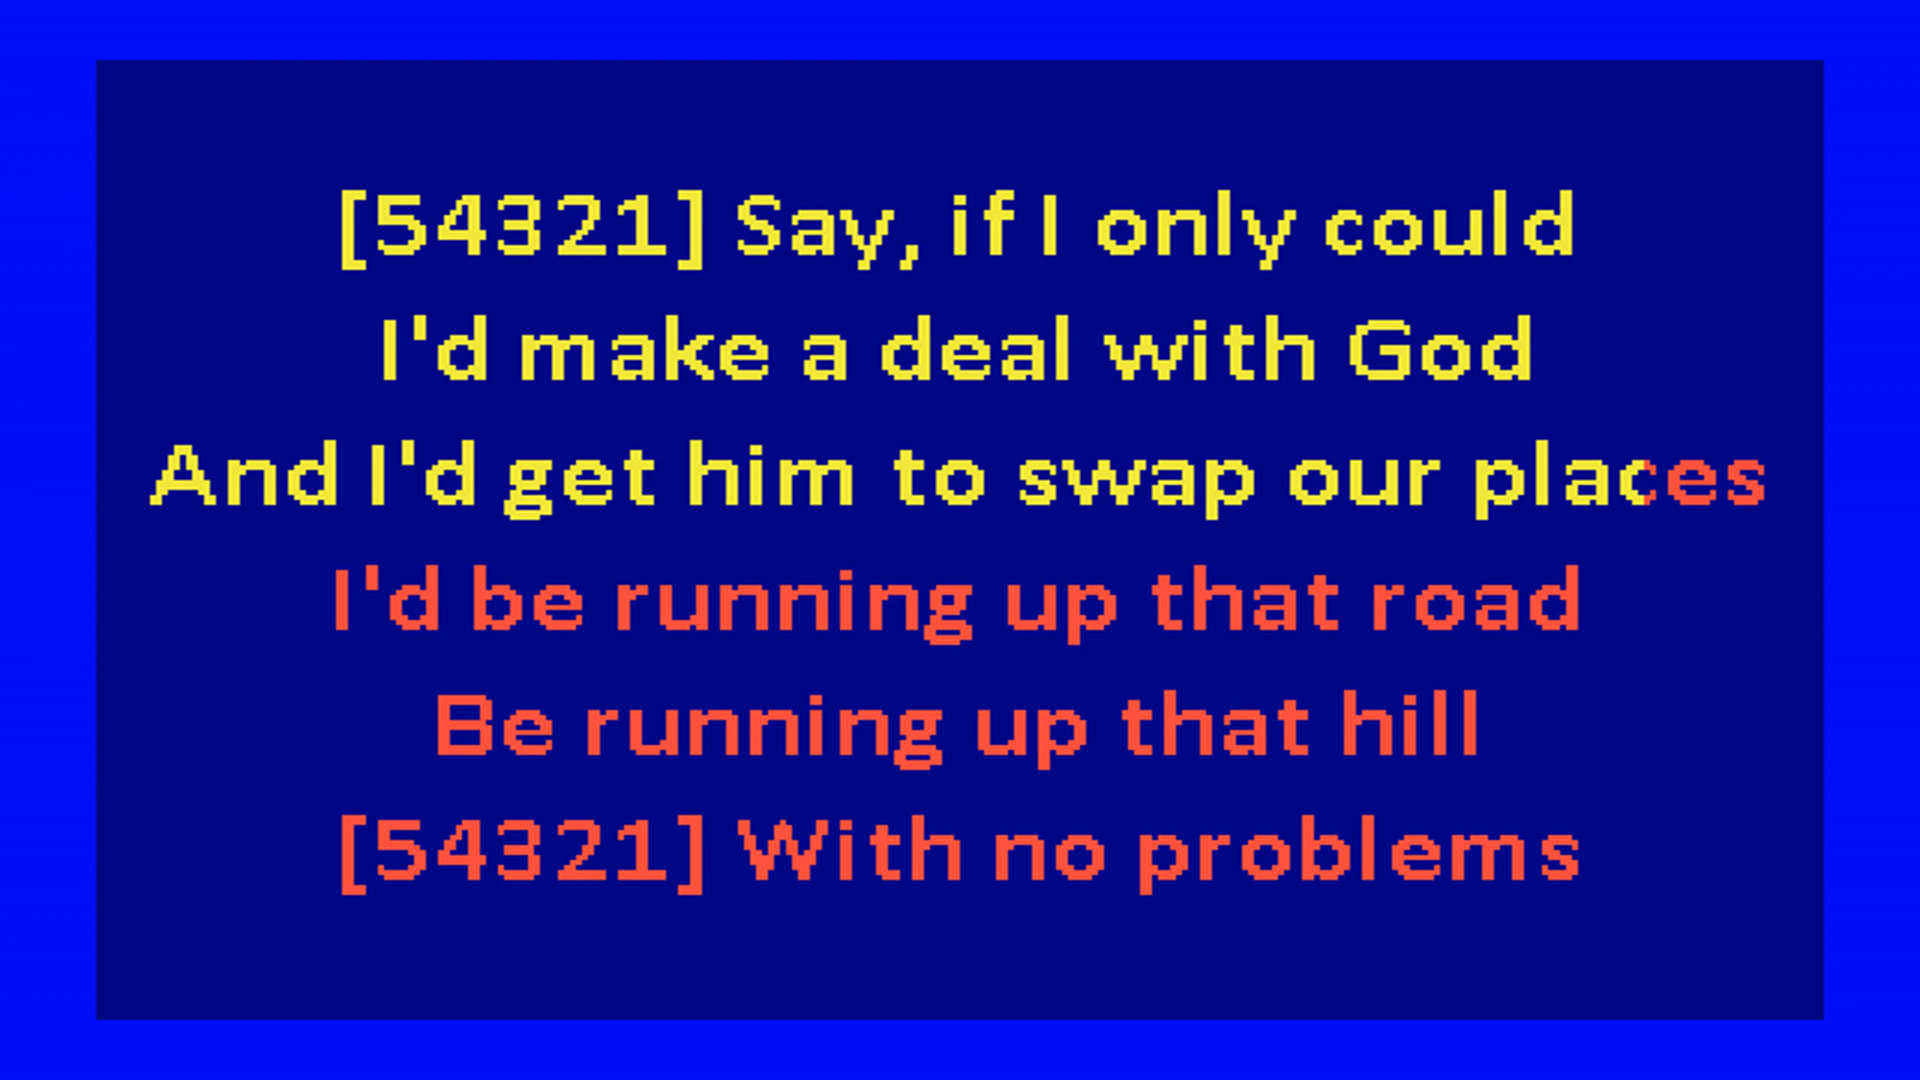 [54321] Say, if I only could
I'd make a deal with God
And I'd get him to swap our places
I'd be running up that road
Be running up that hill
[54321] With no problems